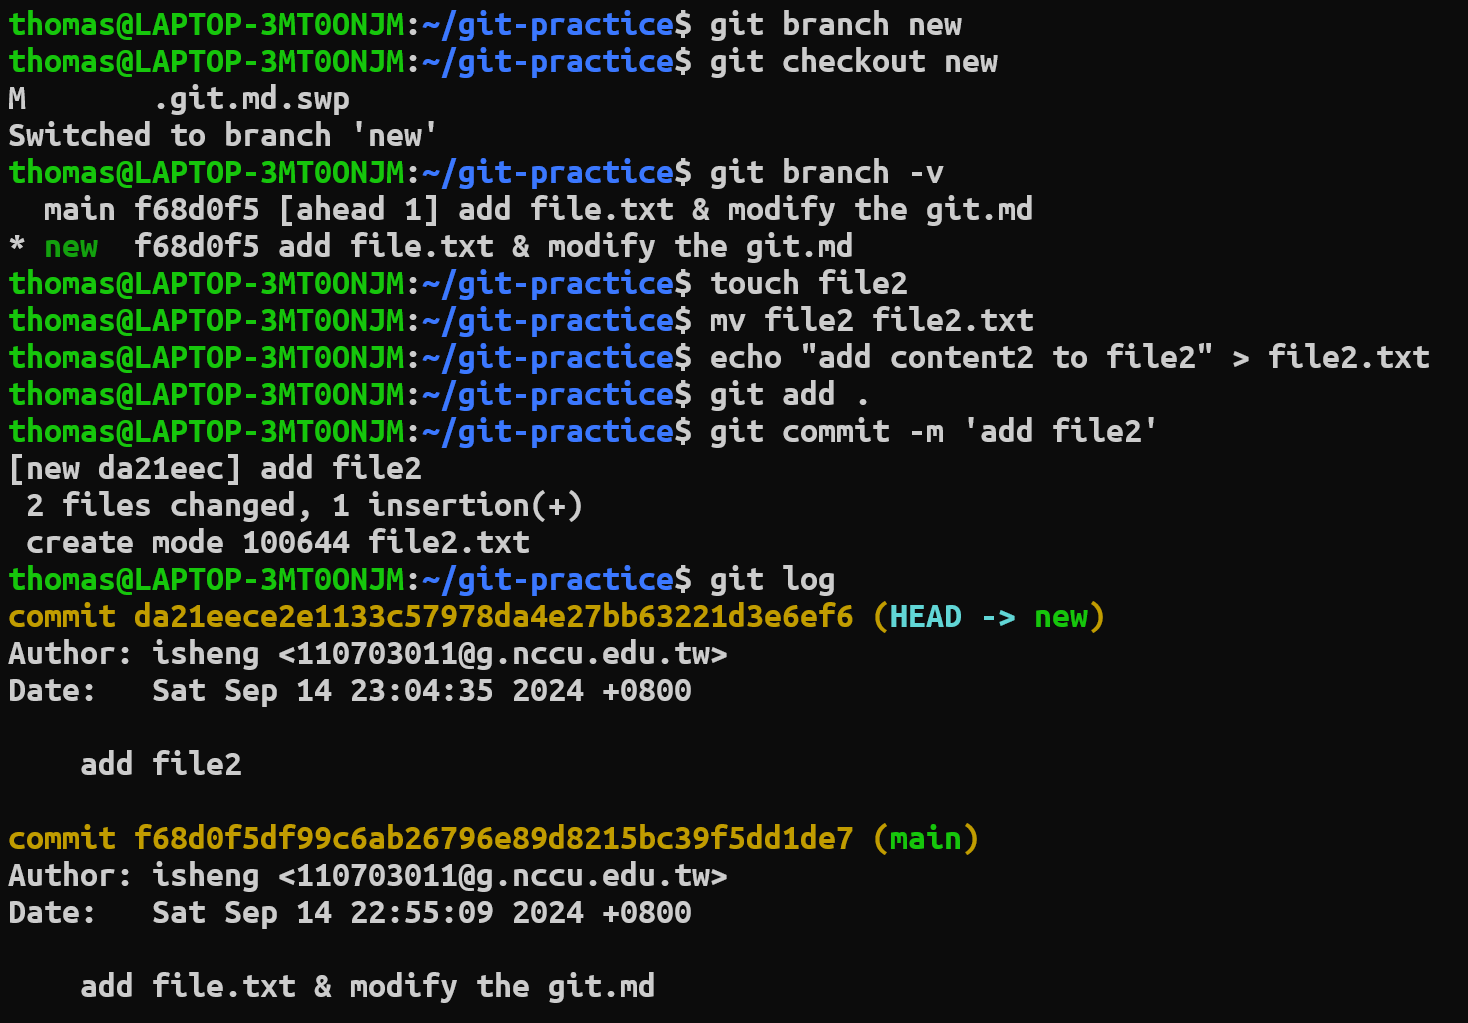 thomas@LAPTOP-3MT0ONJM:~/git-practice$ git branch new
thomas@LAPTOP-3MT0ONJM:~/git-practice$ git checkout new
M       .git.md.swp
Switched to branch 'new'
thomas@LAPTOP-3MT0ONJM:~/git-practice$ git branch -v
  main f68d0f5 [ahead 1] add file.txt & modify the git.md
* new  f68d0f5 add file.txt & modify the git.md
thomas@LAPTOP-3MT0ONJM:~/git-practice$ touch file2
thomas@LAPTOP-3MT0ONJM:~/git-practice$ mv file2 file2.txt
thomas@LAPTOP-3MT0ONJM:~/git-practice$ echo "add content2 to file2" > file2.txt
thomas@LAPTOP-3MT0ONJM:~/git-practice$ git add .
thomas@LAPTOP-3MT0ONJM:~/git-practice$ git commit -m 'add file2'
[new da21eec] add file2
 2 files changed, 1 insertion(+)
 create mode 100644 file2.txt
thomas@LAPTOP-3MT0ONJM:~/git-practice$ git log
commit da21eece2e1133c57978da4e27bb63221d3e6ef6 (HEAD -> new)
Author: isheng <110703011@g.nccu.edu.tw>
Date:   Sat Sep 14 23:04:35 2024 +0800
    add file2
commit f68d0f5df99c6ab26796e89d8215bc39f5dd1de7 (main)
Author: isheng <110703011@g.nccu.edu.tw>
Date:   Sat Sep 14 22:55:09 2024 +0800
    add file.txt & modify the git.md